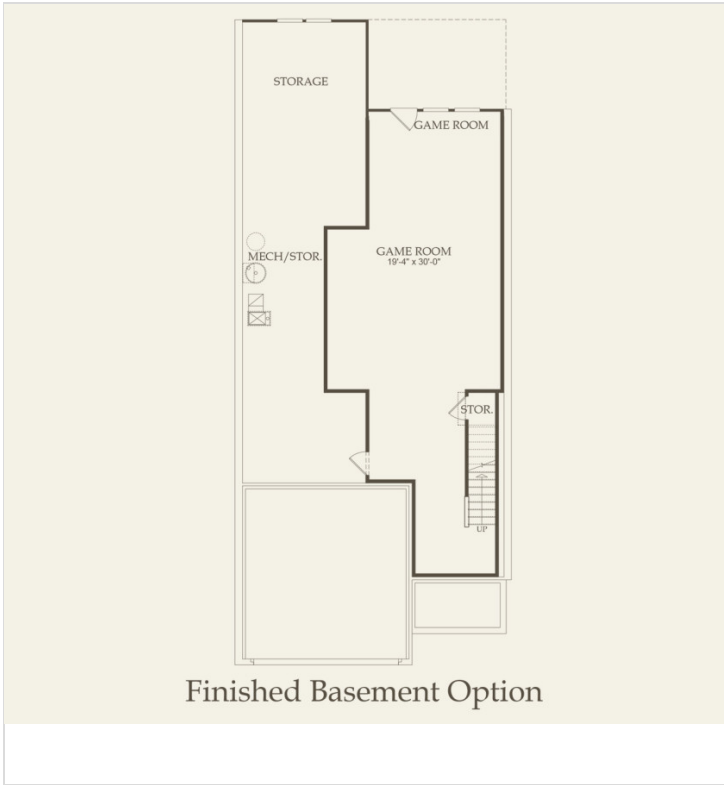 STORAGE
GAME ROOM
MECH/STOR.
GAME ROOM
19'-4" x 30'-0"
STOR.
UP
Finished Basement Option